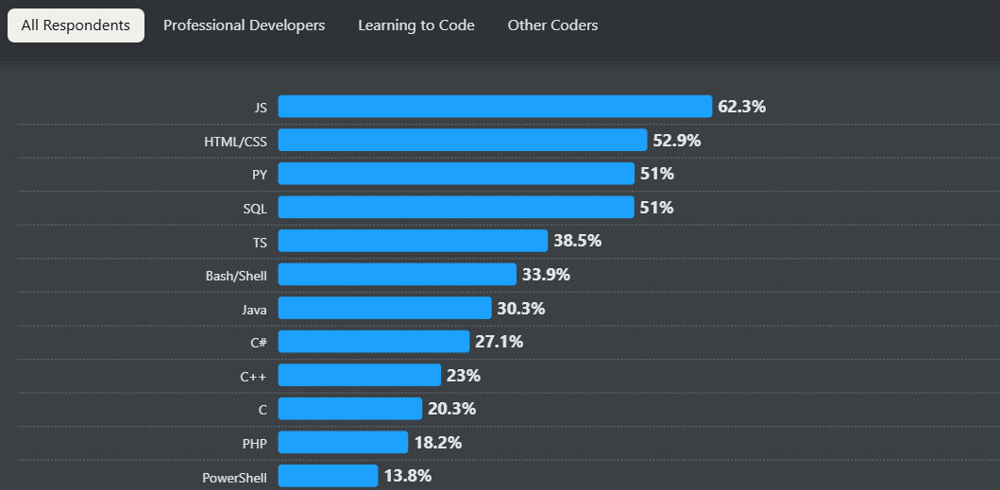 All Respondents Professional Developers Learning to Code Other Coders
JS 62.3%
HTML/CSS 52.9%
PY 51%
SQL 51%
TS 38.5%
Bash/Shell 33.9%
Java 30.3%
C# 27.1%
C++ 23%
C 20.3%
PHP 18.2%
PowerShell 13.8%